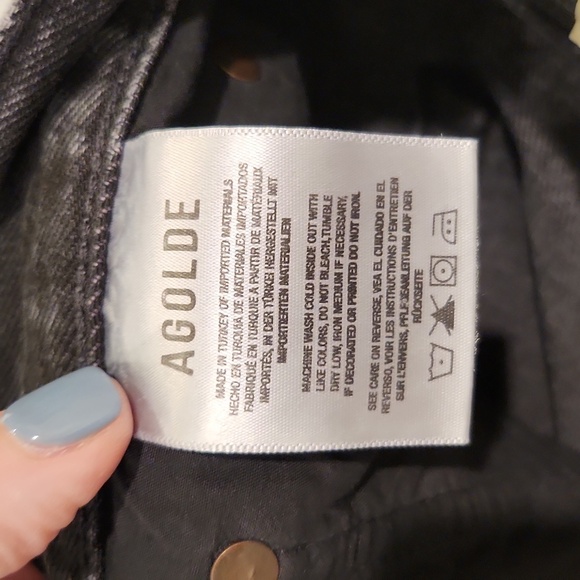 AGOLDE
MADE IN TURKEY OF IMPORTED MATERIALS
HECHO EN TURQUIA DE MATERIALES IMPORTADOS
FABRIQUÉ EN TURQUIE À PARTIR DE MATÉRIAUX
IMPORTÉS, IN DER TÜRKEI HERGESTELLT MIT
IMPORTIERTEN MATERIALIEN
MACHINE WASH COLD INSIDE OUT WITH
LIKE COLORS, DO NOT BLEACH, TUMBLE
DRY LOW, IRON MEDIUM IF NECESSARY.
IF DECORATED OR PRINTED DO NOT IRON.
SEE CARE ON REVERSE, VEA EL CUIDADO EN EL
REVERSO, VOIR LES INSTRUCTIONS D'ENTRETIEN
SUR L'ENVERS, PFLEGEANLEITUNG AUF DER
RÜCKSEITE